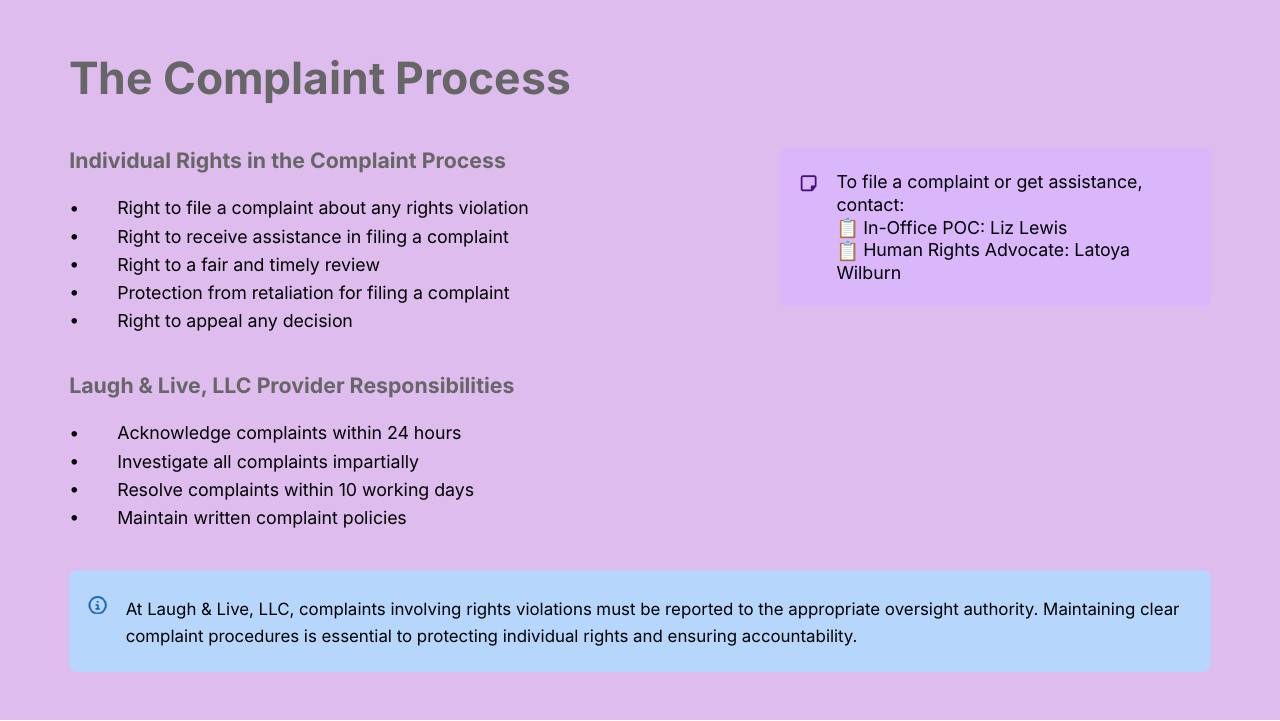 The Complaint Process
Individual Rights in the Complaint Process
• Right to file a complaint about any rights violation
• Right to receive assistance in filing a complaint
• Right to a fair and timely review
• Protection from retaliation for filing a complaint
• Right to appeal any decision
Laugh & Live, LLC Provider Responsibilities
• Acknowledge complaints within 24 hours
• Investigate all complaints impartially
• Resolve complaints within 10 working days
• Maintain written complaint policies
To file a complaint or get assistance,
contact:
📋 In-Office POC: Liz Lewis
📋 Human Rights Advocate: Latoya
Wilburn
At Laugh & Live, LLC, complaints involving rights violations must be reported to the appropriate oversight authority. Maintaining clear
complaint procedures is essential to protecting individual rights and ensuring accountability.